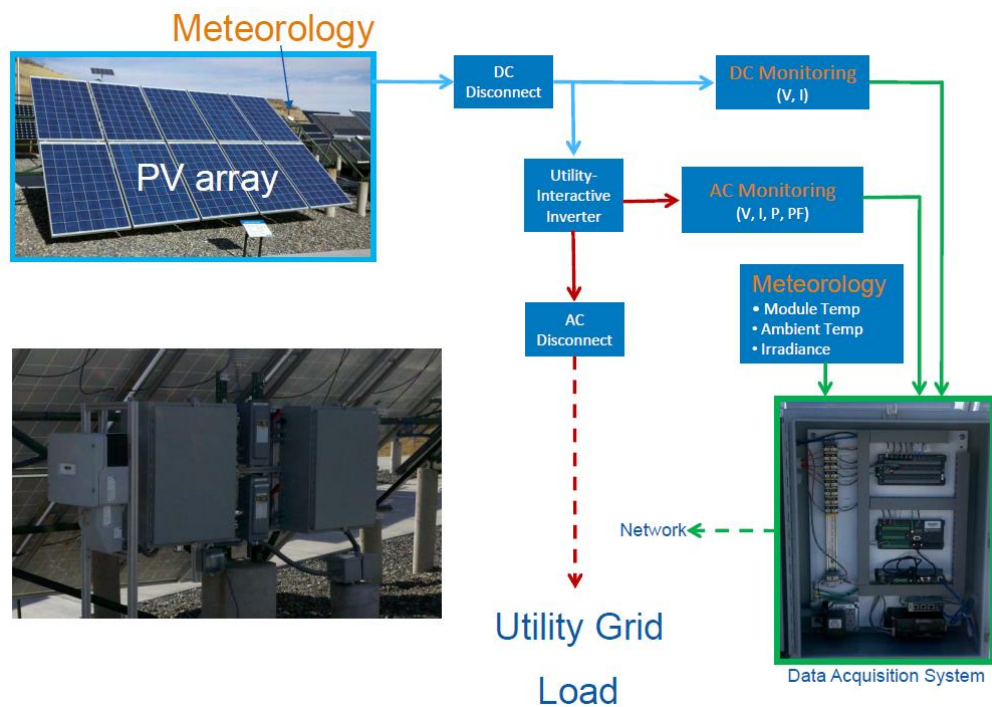 Meteorology
PV array
DC
Disconnect
DC Monitoring
(V, I)
Utility-
Interactive
Inverter
AC Monitoring
(V, I, P, PF)
Meteorology
• Module Temp
• Ambient Temp
• Irradiance
AC
Disconnect
Network
Utility Grid
Load
Data Acquisition System